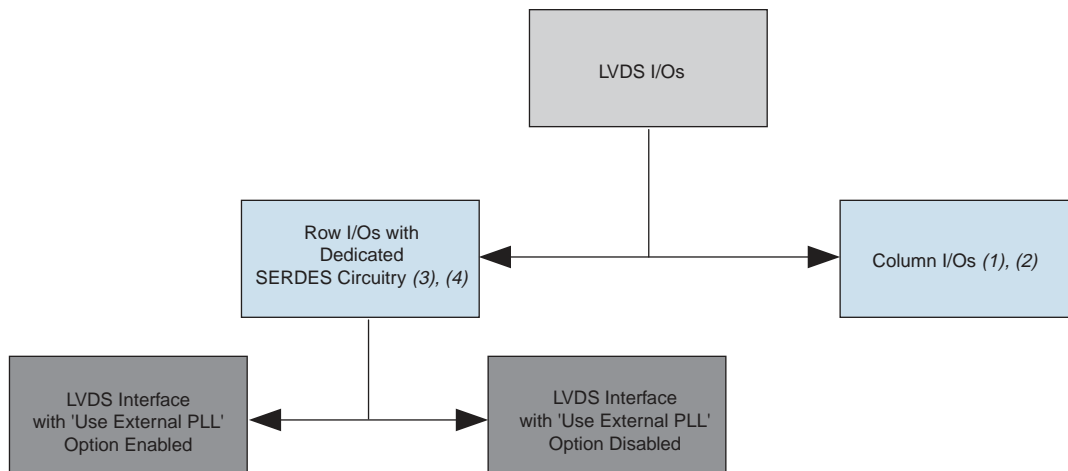 LVDS I/Os
Row I/Os with
Dedicated
SERDES Circuitry (3), (4)
Column I/Os (1), (2)
LVDS Interface
with 'Use External PLL'
Option Enabled
LVDS Interface
with 'Use External PLL'
Option Disabled